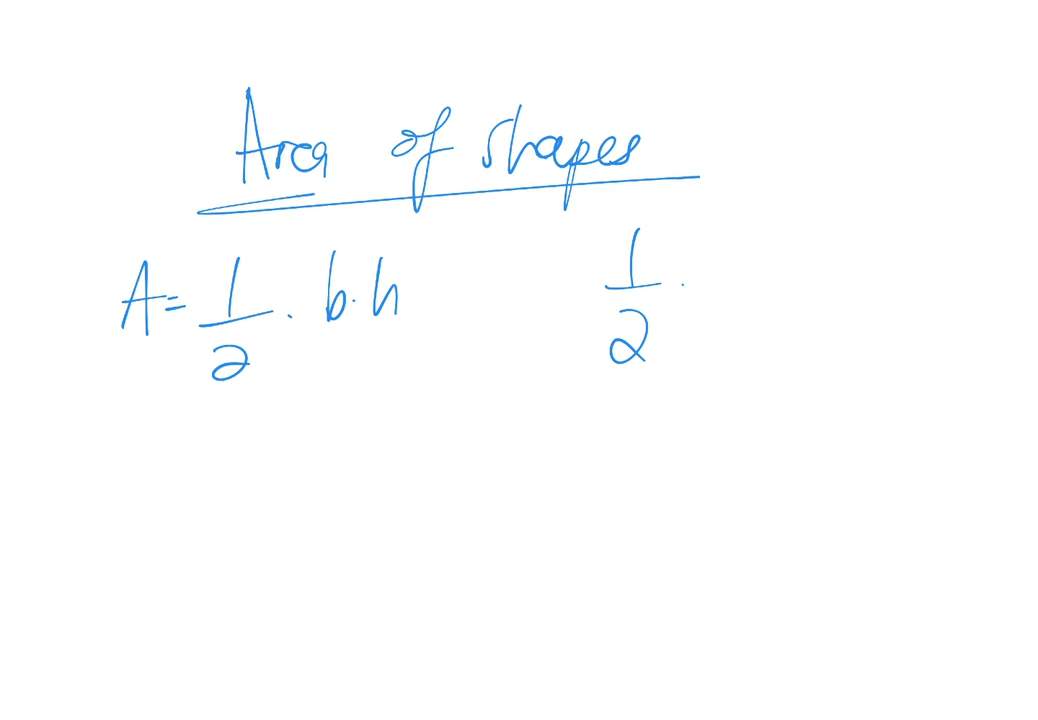 Area of shapes
A = 1/2 · b · h    1/2 ·